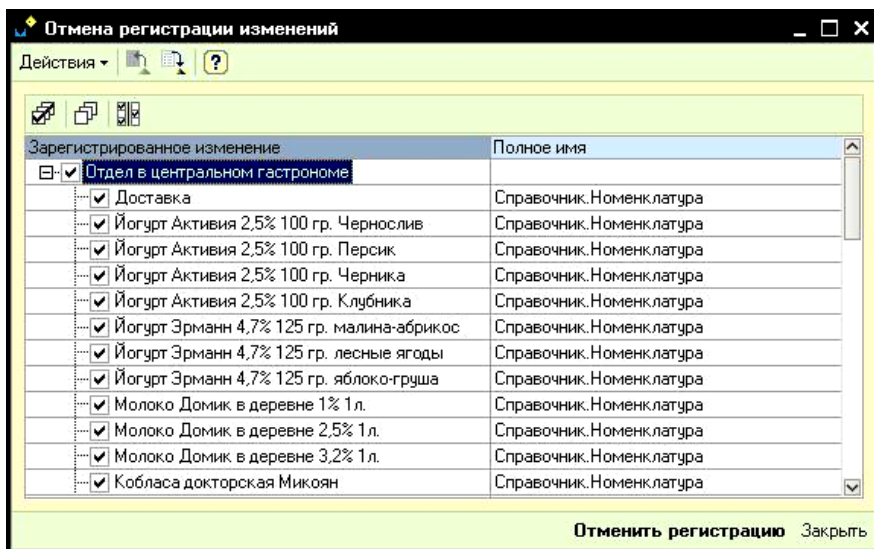 Отмена регистрации изменений
Действия
Зарегистрированное изменение Полное имя
Отдел в центральном гастрономе
Доставка Справочник.Номенклатура
Йогурт Активия 2,5% 100 гр. Чернослив Справочник.Номенклатура
Йогурт Активия 2,5% 100 гр. Персик Справочник.Номенклатура
Йогурт Активия 2,5% 100 гр. Черника Справочник.Номенклатура
Йогурт Активия 2,5% 100 гр. Клубника Справочник.Номенклатура
Йогурт Эрманн 4,7% 125 гр. малина-абрикос Справочник.Номенклатура
Йогурт Эрманн 4,7% 125 гр. лесные ягоды Справочник.Номенклатура
Йогурт Эрманн 4,7% 125 гр. яблоко-груша Справочник.Номенклатура
Молоко Домик в деревне 1% 1л. Справочник.Номенклатура
Молоко Домик в деревне 2,5% 1л. Справочник.Номенклатура
Молоко Домик в деревне 3,2% 1л. Справочник.Номенклатура
Кобласа докторская Микоян Справочник.Номенклатура
Отменить регистрацию Закрыть